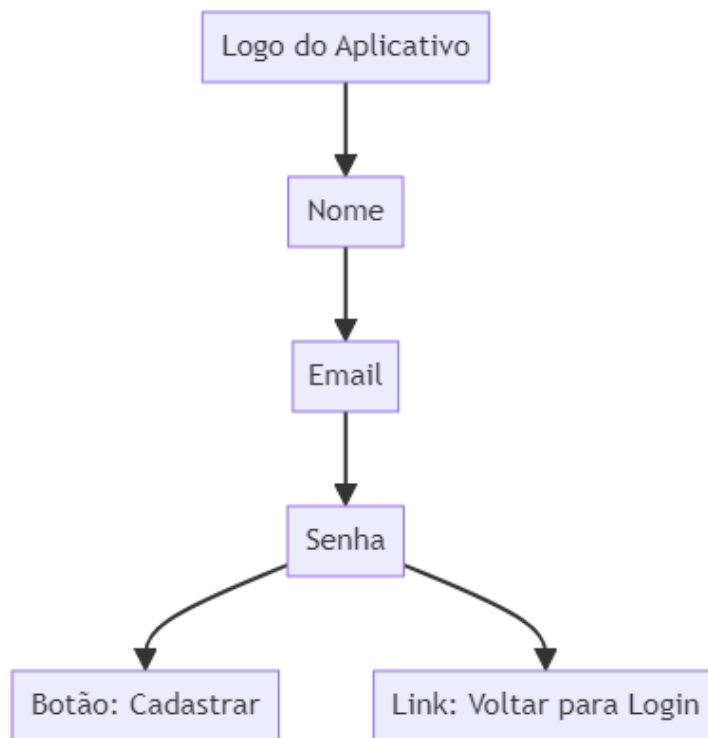 Logo do Aplicativo
Nome
Email
Senha
Botão: Cadastrar
Link: Voltar para Login